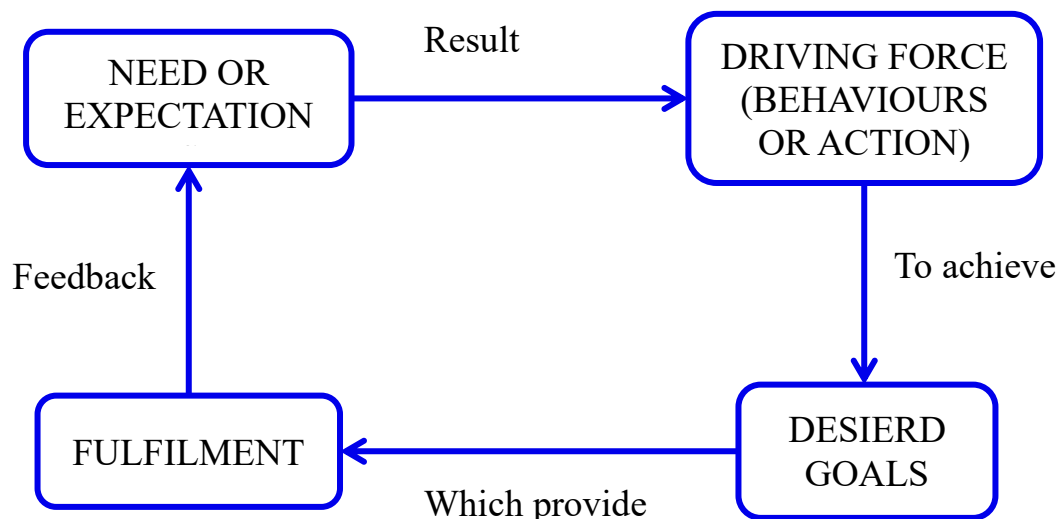 Result
NEED OR
EXPECTATION
DRIVING FORCE
(BEHAVIOURS
OR ACTION)
Feedback
To achieve
FULFILMENT
DESIERD
GOALS
Which provide